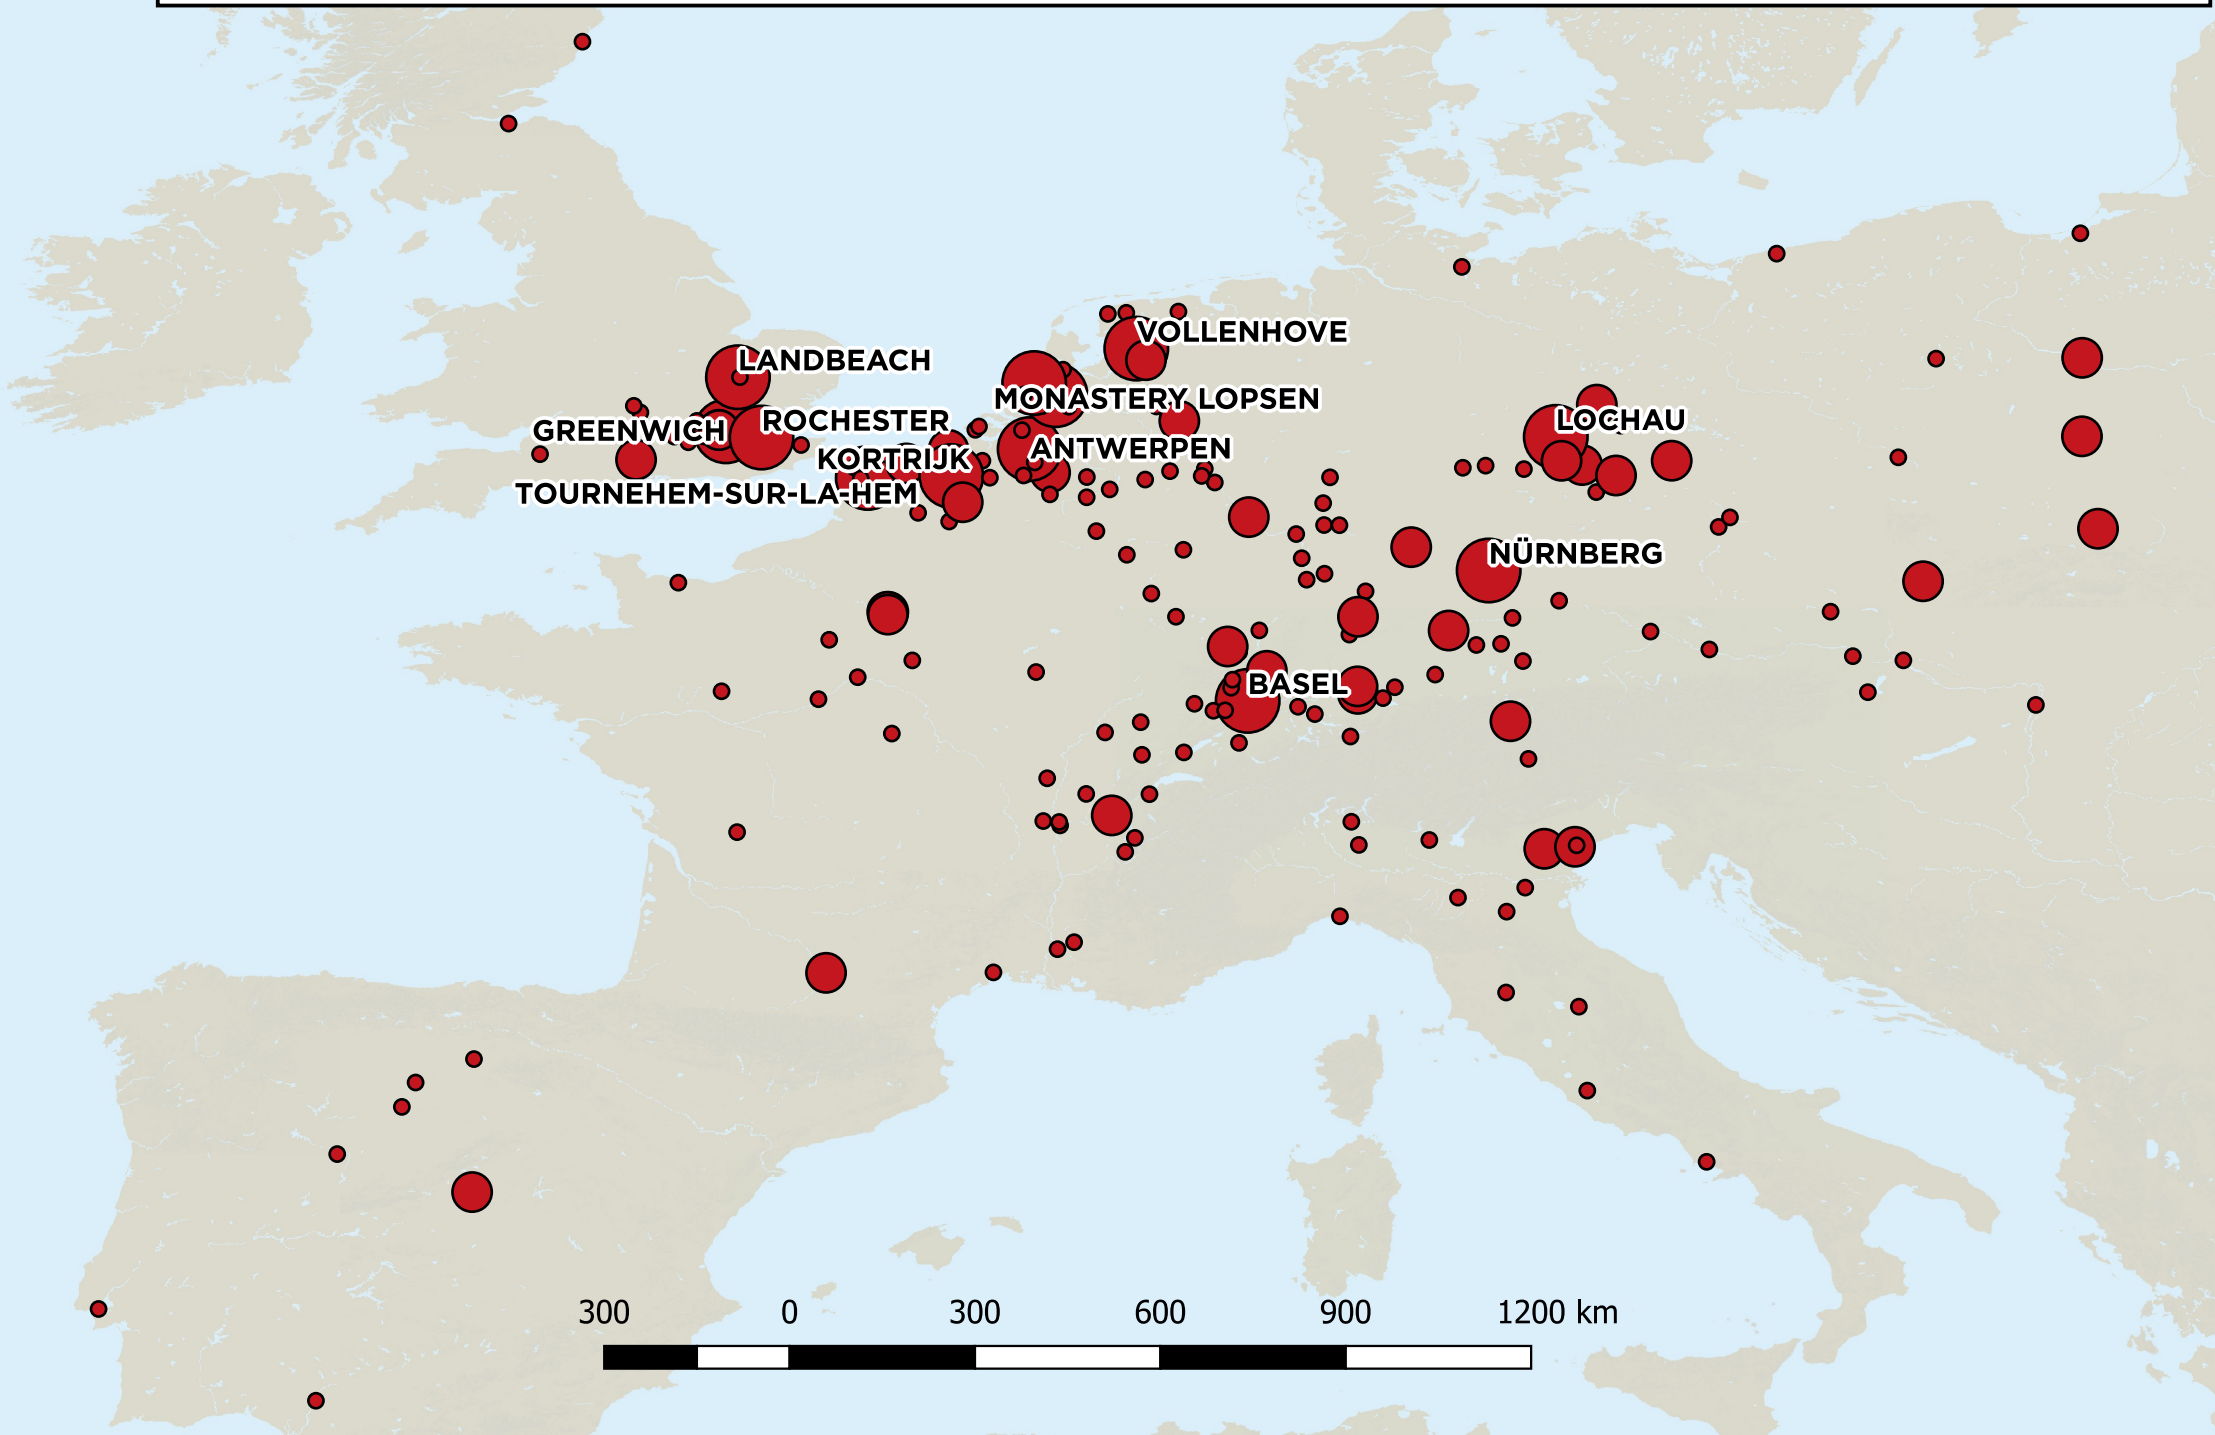 VOLLENHOVE
LANDBEACH
MONASTERY LOPSEN
ROCHESTER
LOCHAU
GREENWICH
ANTWERPEN
KORTRIJK
TOURNEHEM-SUR-LA-HEM
NÜRNBERG
BASEL
300 0 300 600 900 1200 km